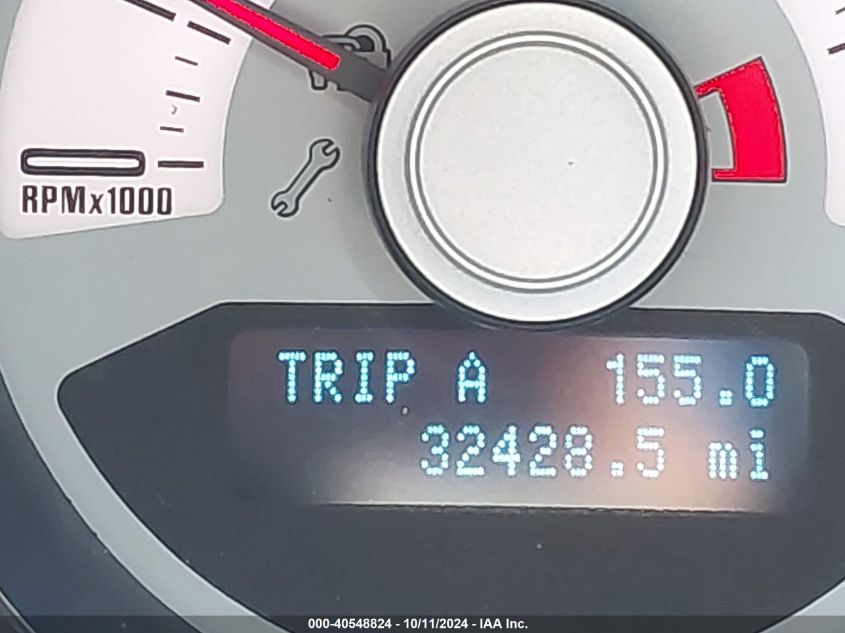 RPMx1000
TRIP A 155.0
32428.5 mi
000-40548824 - 10/11/2024 - IAA Inc.